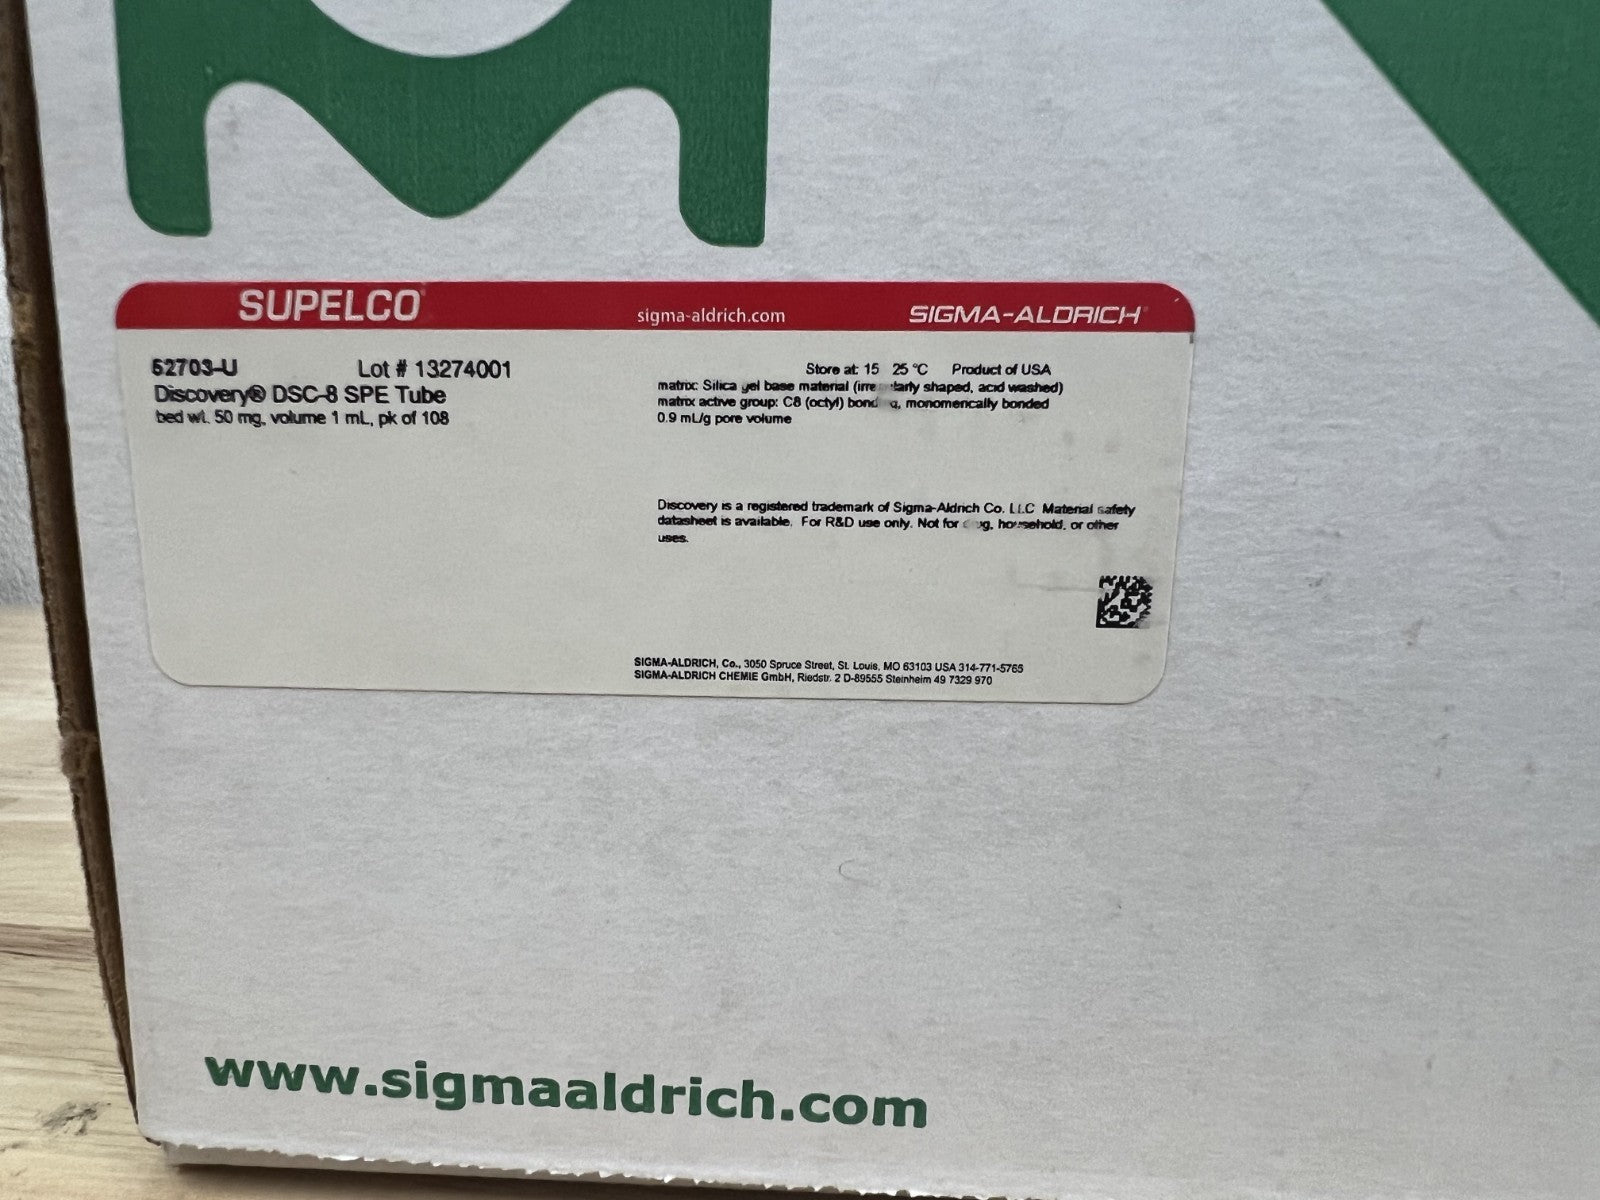 SUPELCO
sigma-aldrich.com
SIGMA-ALDRICH
52703-U Lot # 13274001
Discovery® DSC-8 SPE Tube
bed wt. 50 mg, volume 1 mL, pk of 108
Store at: 15 25 °C Product of USA
matrix: Silica gel base material shaped, acid washed)
matrix active group: C8 (octyl) monomerically bonded
0.9 mL/g pore volume
Discovery is a registered trademark of Sigma-Aldrich Co. LLC Material safety
datasheet is available. For R&D use only. Not for household, or other
uses.
SIGMA-ALDRICH, Co., 3050 Spruce Street, St. Louis, MO 63103 USA 314-771-5765
SIGMA-ALDRICH CHEMIE GmbH, Riedstr. 2 D-89555 Steinheim 49 7329 970
www.sigmaaldrich.com